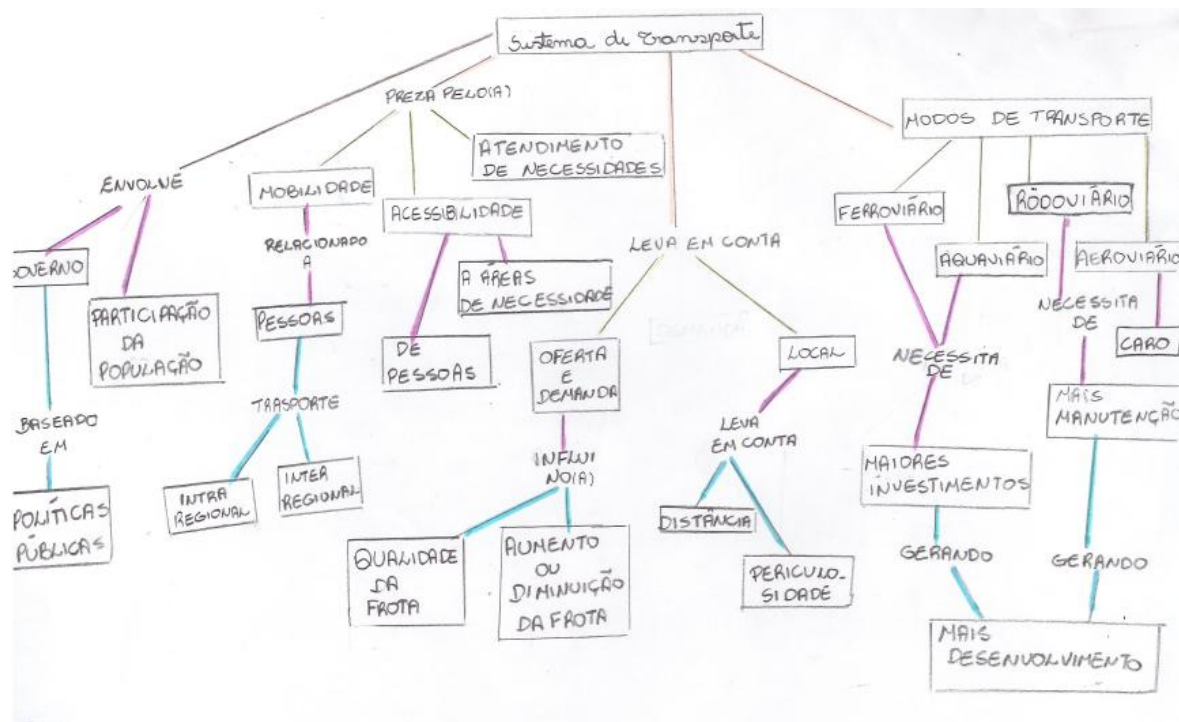 Sistema de Transporte
PREZA PELO(A)
MODOS DE TRANSPORTE
ENVOLVE
MOBILIDADE
ATENDIMENTO
DE NECESSIDADES
ACESSIBILIDADE
FERROVIÁRIO
RODOVIÁRIO
RELACIONADO
A
LEVA EM CONTA
AQUAVIÁRIO
AEROVIÁRIO
OVERNO
PARTICIPAÇÃO
DA
POPULAÇÃO
PESSOAS
A ÁREAS
DE NECESSIDADE
DE
PESSOAS
OFERTA
E
DEMANDA
LOCAL
NECESSITA
DE
NECESSITA
DE
CARO
BASEADO
EM
TRASPORTE
LEVA
EM CONTA
MAIS
MANUTENÇÃO
INTRA
REGIONAL
INTER
REGIONAL
INFLUI
NO(A)
MAIORES
INVESTIMENTOS
POLÍTICAS
PÚBLICAS
QUALIDADE
DA
FROTA
AUMENTO
OU
DIMINUIÇÃO
DA FROTA
DISTÂNCIA
PERICULO-
SIDADE
GERANDO
GERANDO
MAIS
DESENVOLVIMENTO